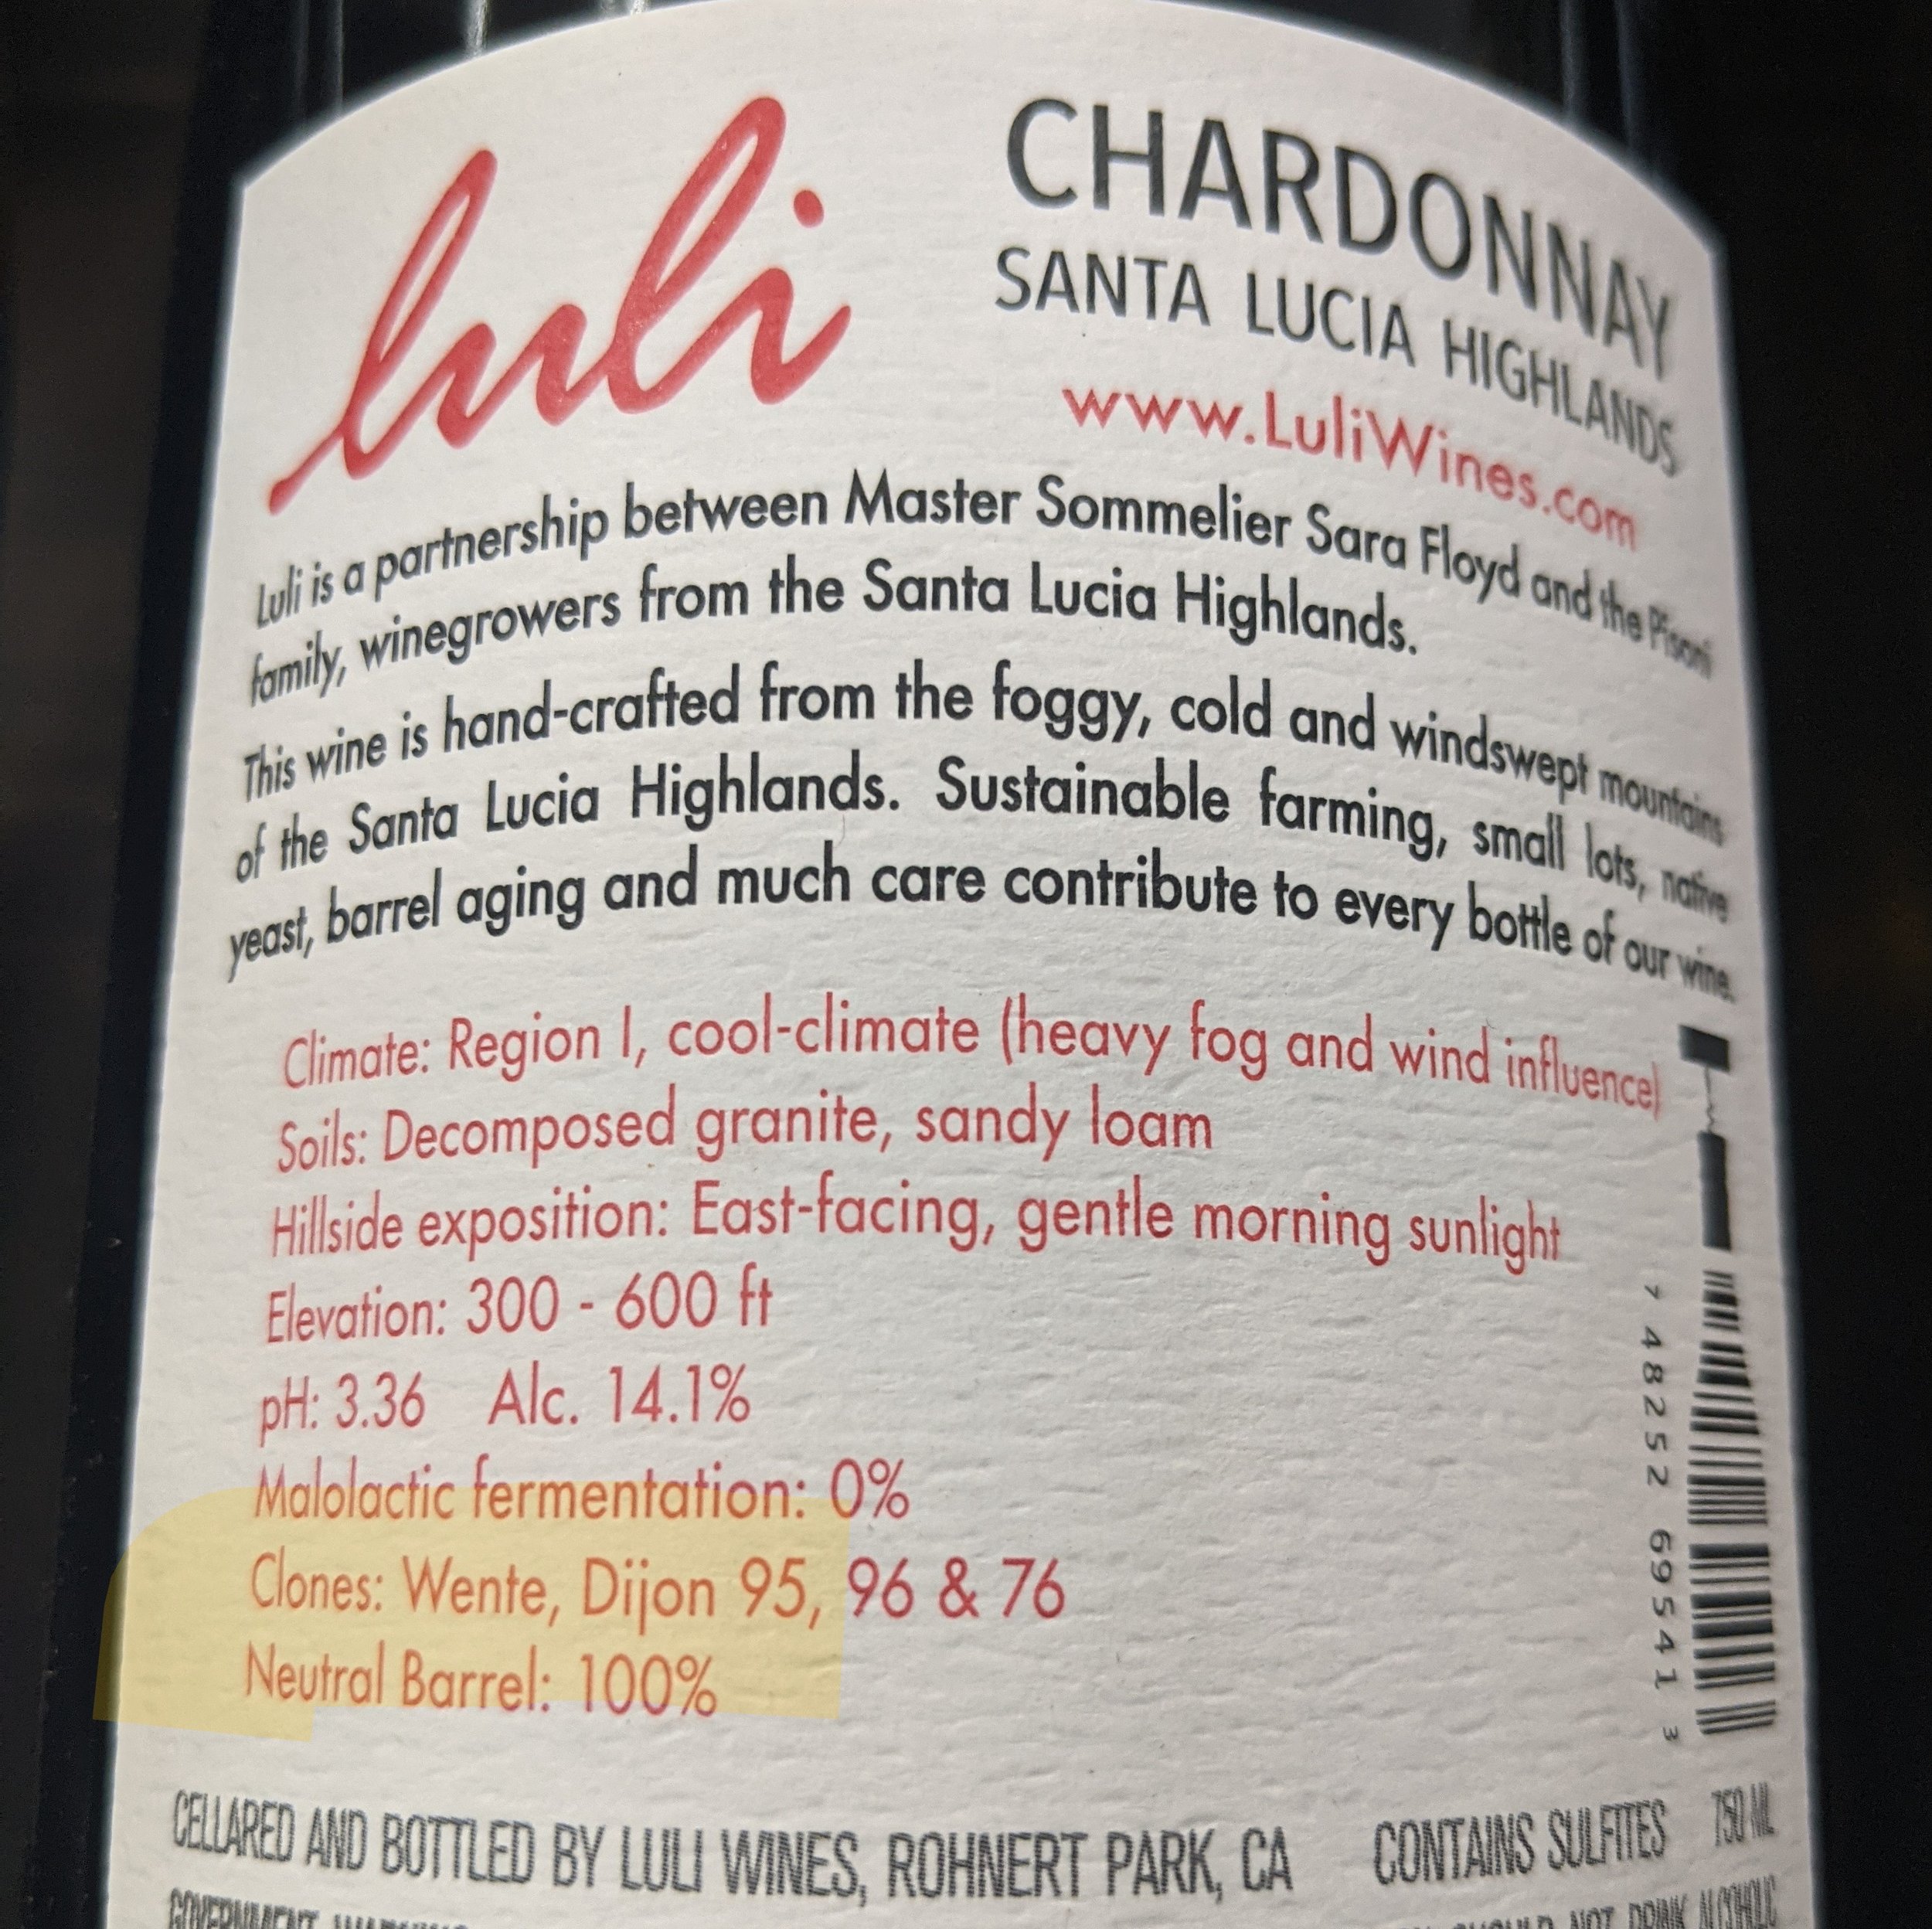 luli
CHARDONNAY
SANTA LUCIA HIGHLANDS
www.LuliWines.com
Luli is a partnership between Master Sommelier Sara Floyd and the Pisoni
family, winegrowers from the Santa Lucia Highlands.
This wine is hand-crafted from the foggy, cold and windswept mountains
of the Santa Lucia Highlands. Sustainable farming, small lots, native
yeast, barrel aging and much care contribute to every bottle of our wine.
Climate: Region I, cool-climate (heavy fog and wind influence)
Soils: Decomposed granite, sandy loam
Hillside exposition: East-facing, gentle morning sunlight
Elevation: 300 - 600 ft
pH: 3.36 Alc. 14.1%
Malolactic fermentation: 0%
Clones: Wente, Dijon 95, 96 & 76
Neutral Barrel: 100%
7 48252 69541 3
CELLARED AND BOTTLED BY LULI WINES, ROHNERT PARK, CA CONTAINS SULFITES 750 ML
GOVERNMENT SHOULD NOT DRINK ALCOHOLIC